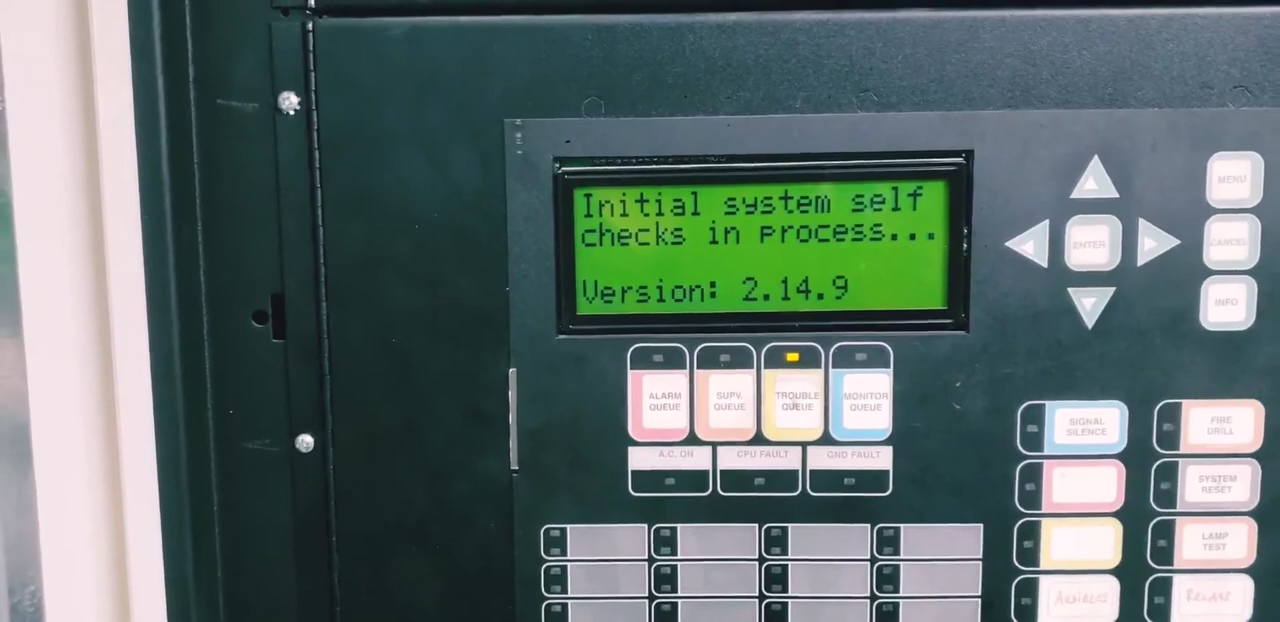 Initial system self
checks in process...
Version: 2.14.9
MENU
ENTER
CANCEL
INFO
ALARM
QUEUE
SUPV.
QUEUE
TROUBLE
QUEUE
MONITOR
QUEUE
A.C. ON
CPU FAULT
GND FAULT
SIGNAL
SILENCE
FIRE
DRILL
SYSTEM
RESET
LAMP
TEST